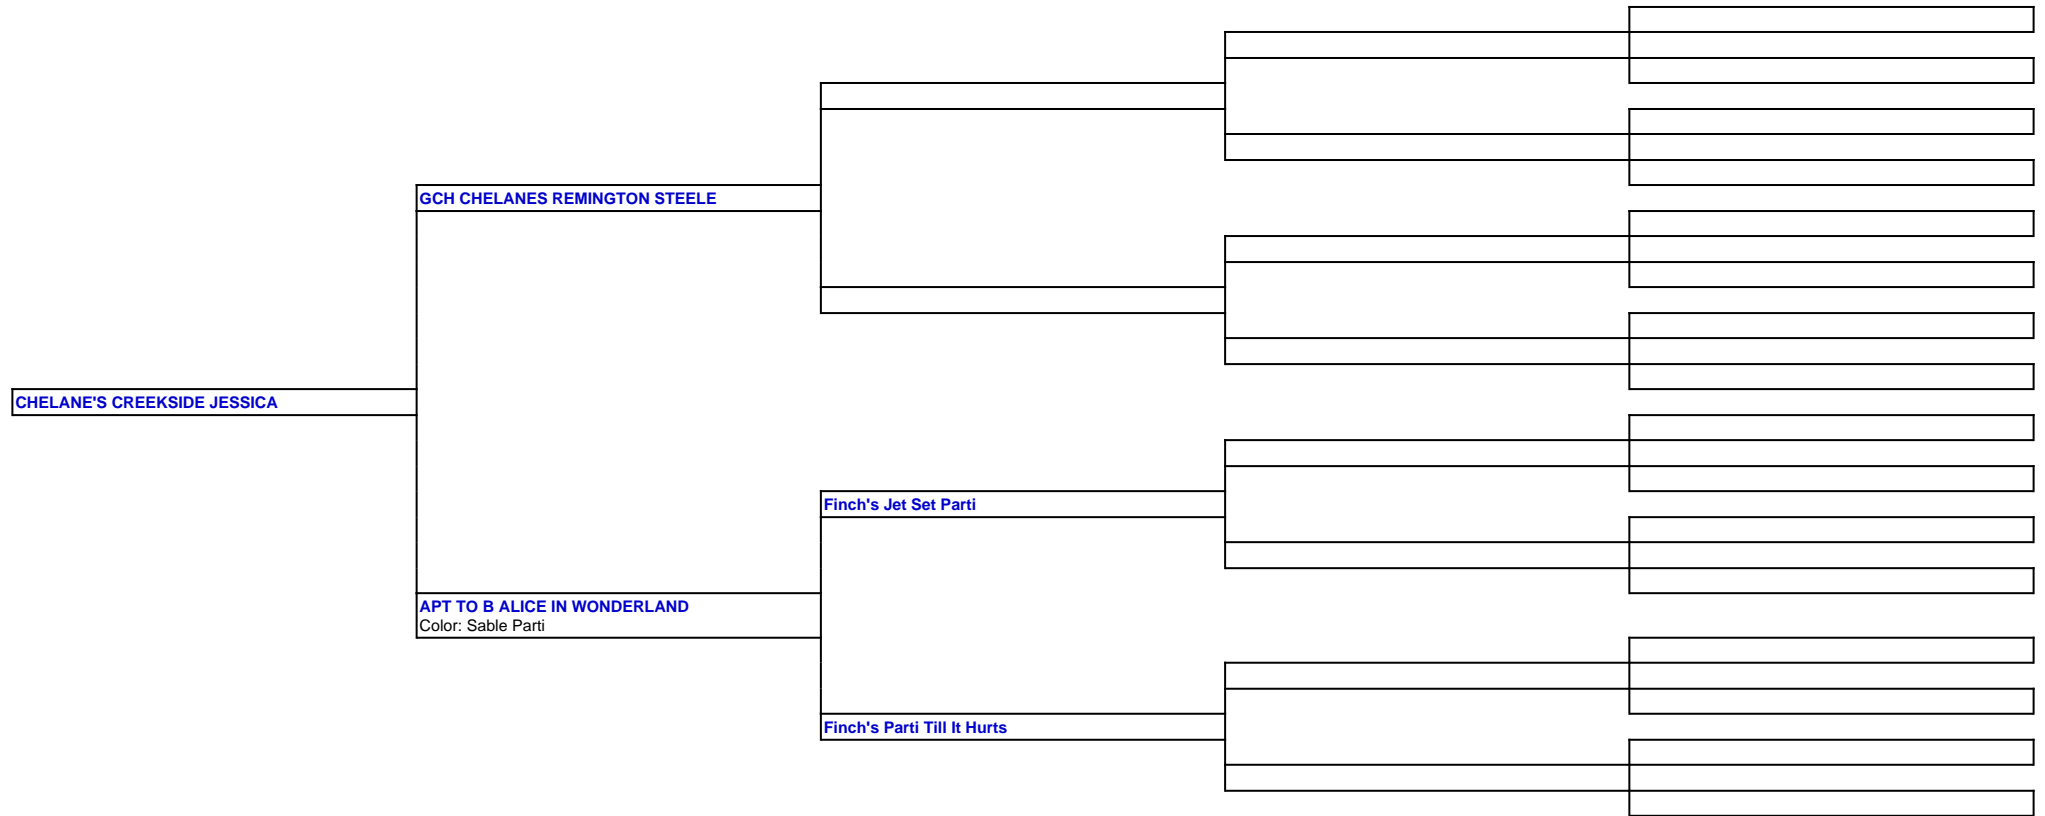 GCH CHELANES REMINGTON STEELE
CHELANE'S CREEKSIDE JESSICA
Finch's Jet Set Parti
APT TO B ALICE IN WONDERLAND
Color: Sable Parti
Finch's Parti Till It Hurts